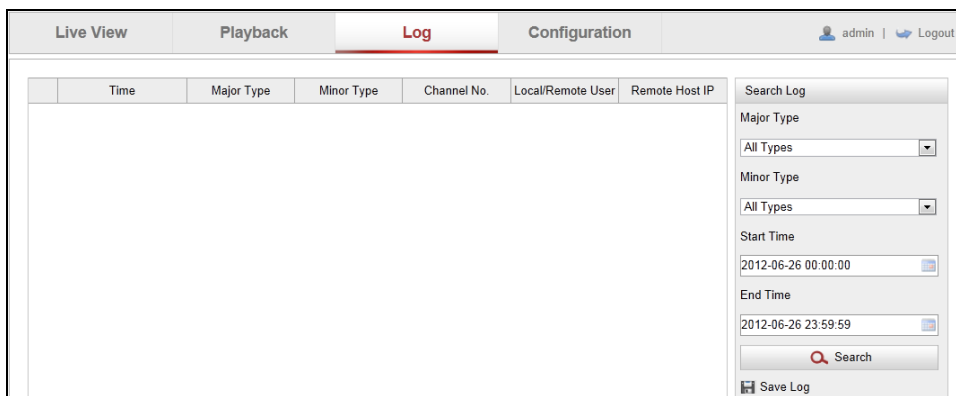 Live View Playback Log Configuration admin | Logout
Time Major Type Minor Type Channel No. Local/Remote User Remote Host IP
Search Log
Major Type
All Types
Minor Type
All Types
Start Time
2012-06-26 00:00:00
End Time
2012-06-26 23:59:59
Search
Save Log